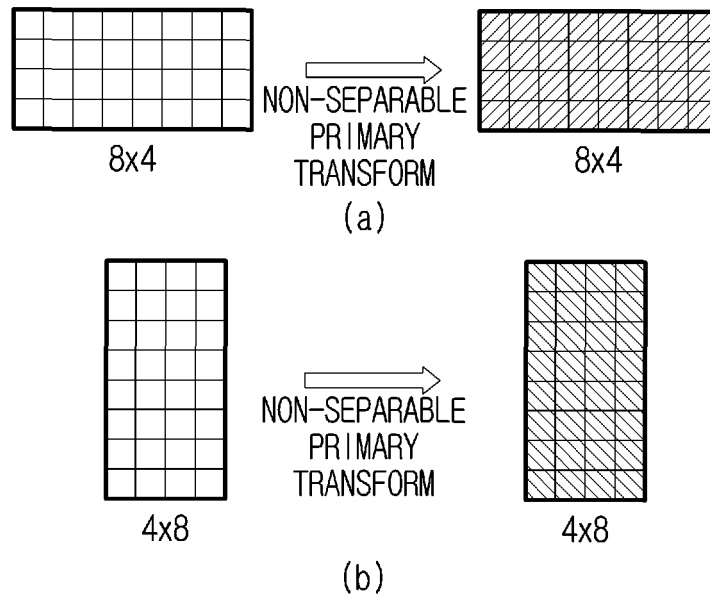 NON-SEPARABLE
PRIMARY
TRANSFORM
8x4
8x4
(a)
NON-SEPARABLE
PRIMARY
TRANSFORM
4x8
4x8
(b)